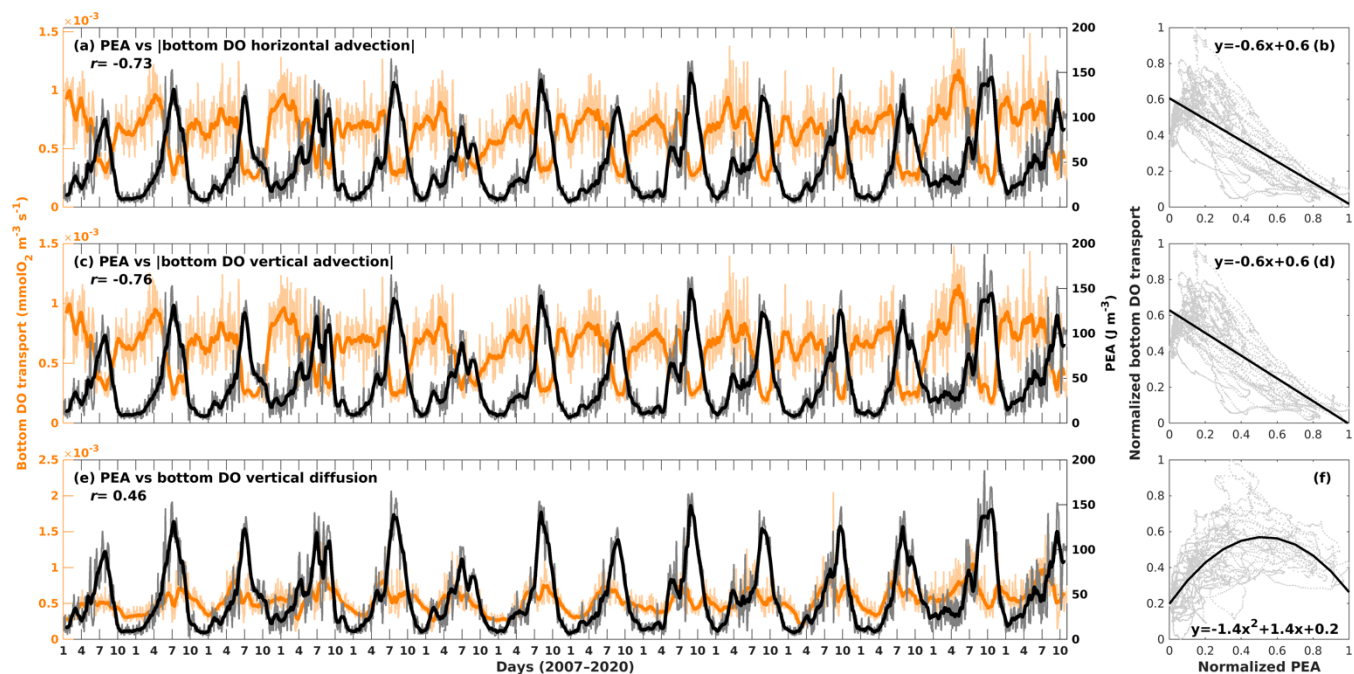 ×10⁻³
1.5
1
0.5
0
(a) PEA vs |bottom DO horizontal advection|
r= -0.73
200
150
100
50
0
1
0.8
0.6
0.4
0.2
0
y=-0.6x+0.6 (b)
0 0.2 0.4 0.6 0.8 1
×10⁻³
1.5
1
0.5
0
(c) PEA vs |bottom DO vertical advection|
r= -0.76
200
150
100
50
0
1
0.8
0.6
0.4
0.2
0
y=-0.6x+0.6 (d)
0 0.2 0.4 0.6 0.8 1
Bottom DO transport (mmolO₂ m⁻³ s⁻¹)
PEA (J m⁻³)
Normalized bottom DO transport
×10⁻³
2.5
2
1.5
1
0.5
0
(e) PEA vs bottom DO vertical diffusion
r= 0.46
200
150
100
50
0
1
0.8
0.6
0.4
0.2
0
(f)
y=-1.4x²+1.4x+0.2
1 4 7 10 1 4 7 10 1 4 7 10 1 4 7 10 1 4 7 10 1 4 7 10 1 4 7 10 1 4 7 10 1 4 7 10 1 4 7 10 1 4 7 10 1 4 7 10 1 4 7 10 1 4 7 10
0 0.2 0.4 0.6 0.8 1
Days (2007–2020)
Normalized PEA